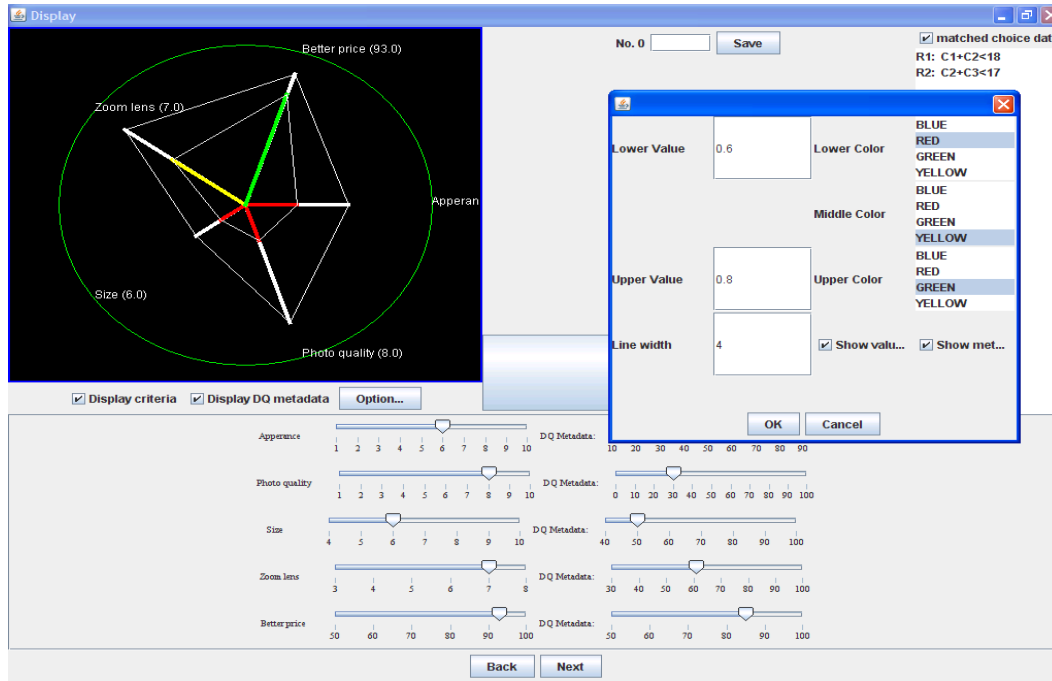 Display
Better price (93.0)
Zoom lens (7.0)
Apperan
Size (6.0)
Photo quality (8.0)
No. 0
Save
matched choice dat
R1: C1+C2<18
R2: C2+C3<17
Lower Value
0.6
Lower Color
BLUE
RED
GREEN
YELLOW
Middle Color
BLUE
RED
GREEN
YELLOW
Upper Value
0.8
Upper Color
BLUE
RED
GREEN
YELLOW
Line width
4
Show valu...
Show met...
OK
Cancel
Display criteria
Display DQ metadata
Option...
Apperance
1 2 3 4 5 6 7 8 9 10
DQ Metadata:
10 20 30 40 50 60 70 80 90
Photo quality
1 2 3 4 5 6 7 8 9 10
DQ Metadata:
0 10 20 30 40 50 60 70 80 90 100
Size
4 5 6 7 8 9 10
DQ Metadata:
40 50 60 70 80 90 100
Zoom lens
3 4 5 6 7 8
DQ Metadata:
30 40 50 60 70 80 90 100
Better price
50 60 70 80 90 100
DQ Metadata:
50 60 70 80 90 100
Back
Next